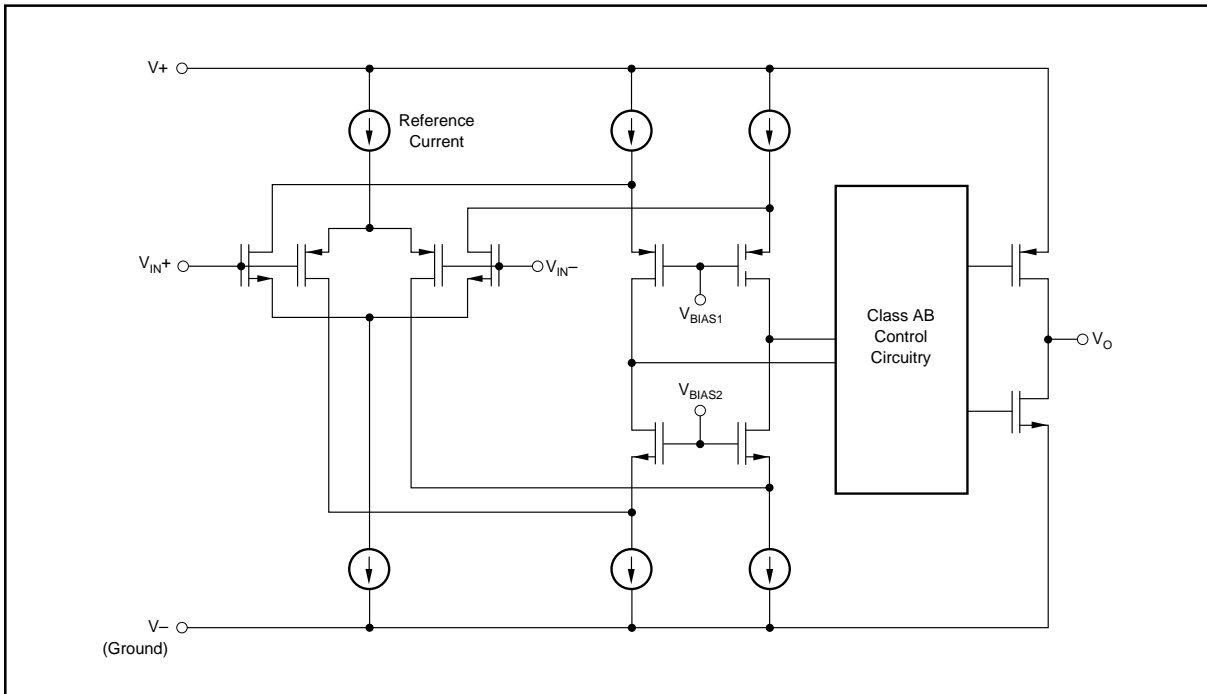 V+
Reference
Current
VIN+
VIN–
VBIAS1
Class AB
Control
Circuitry
VO
VBIAS2
V–
(Ground)